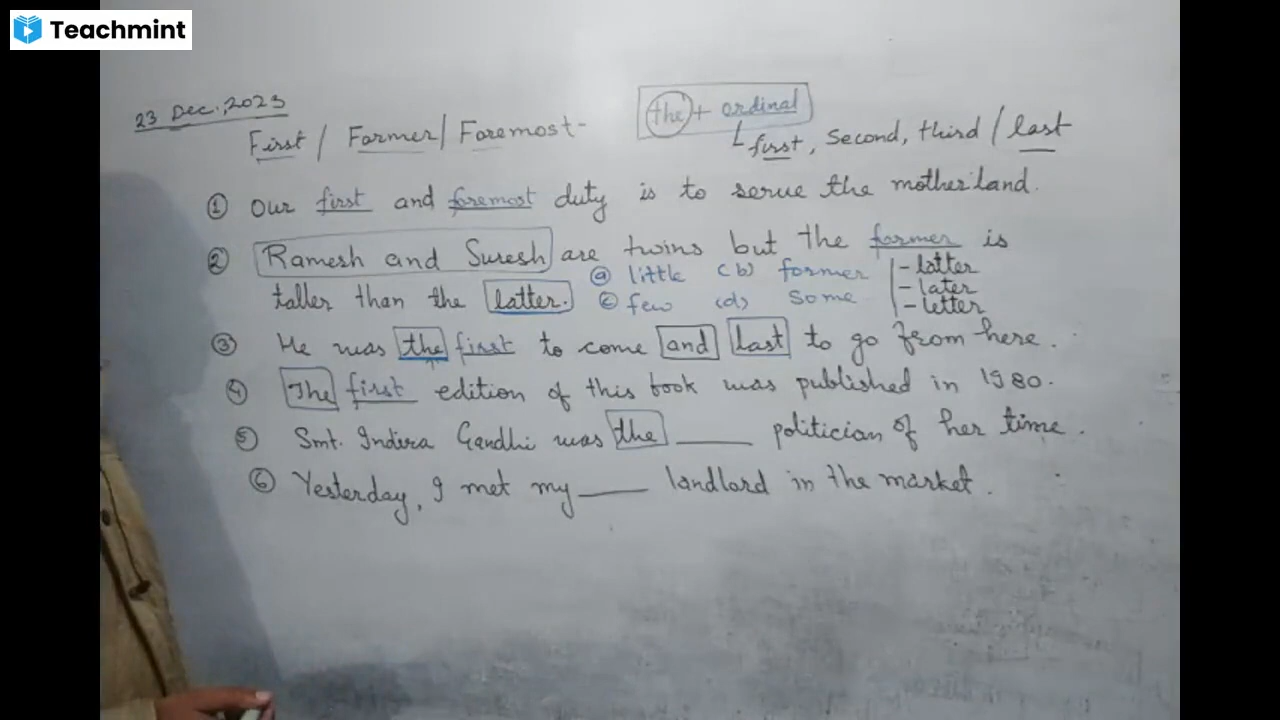 Teachmint
23 Dec., 2023
First / Former / Foremost-
the + ordinal
first, second, third / last
① Our first and foremost duty is to serve the motherland.
② Ramesh and Suresh are twins but the former is
taller than the latter.
(a) little (b) former
(c) few (d) some
- latter
- later
- letter
③ He was the first to come and last to go from here.
④ The first edition of this book was published in 1980.
⑤ Smt. Indira Gandhi was the ____ politician of her time.
⑥ Yesterday, I met my ____ landlord in the market.